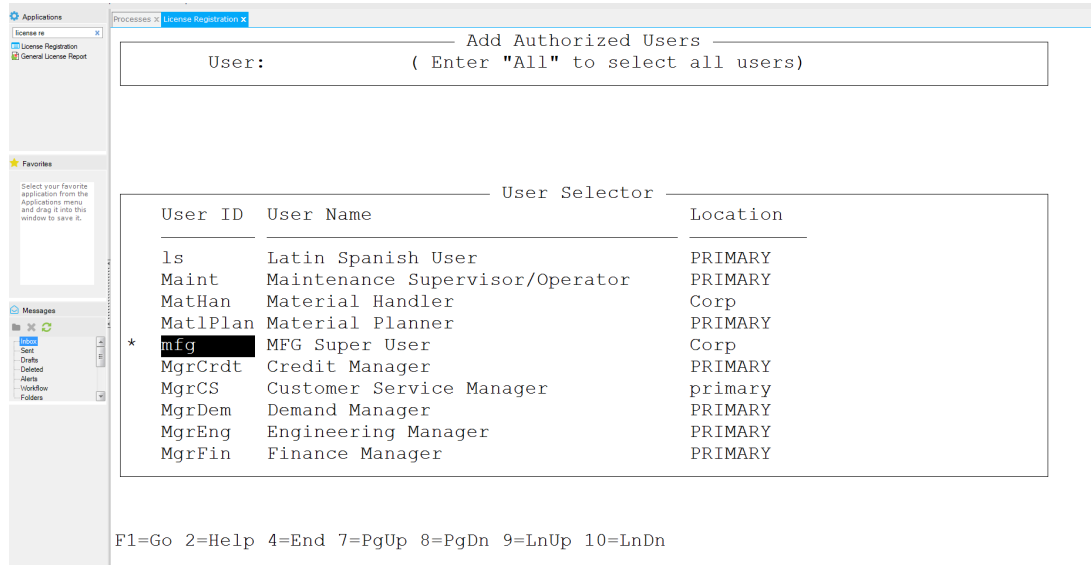 Applications
license re x
License Registration
General License Report
Favorites
Select your favorite
application from the
Applications menu
and drag it into this
window to save it.
Messages
Inbox
Sent
Drafts
Deleted
Alerts
Workflow
Folders
Processes x License Registration x
Add Authorized Users
User: ( Enter "All" to select all users)
User Selector
User ID User Name Location
ls Latin Spanish User PRIMARY
Maint Maintenance Supervisor/Operator PRIMARY
MatHan Material Handler Corp
MatlPlan Material Planner PRIMARY
* mfg MFG Super User Corp
MgrCrdt Credit Manager PRIMARY
MgrCS Customer Service Manager primary
MgrDem Demand Manager PRIMARY
MgrEng Engineering Manager PRIMARY
MgrFin Finance Manager PRIMARY
F1=Go 2=Help 4=End 7=PgUp 8=PgDn 9=LnUp 10=LnDn